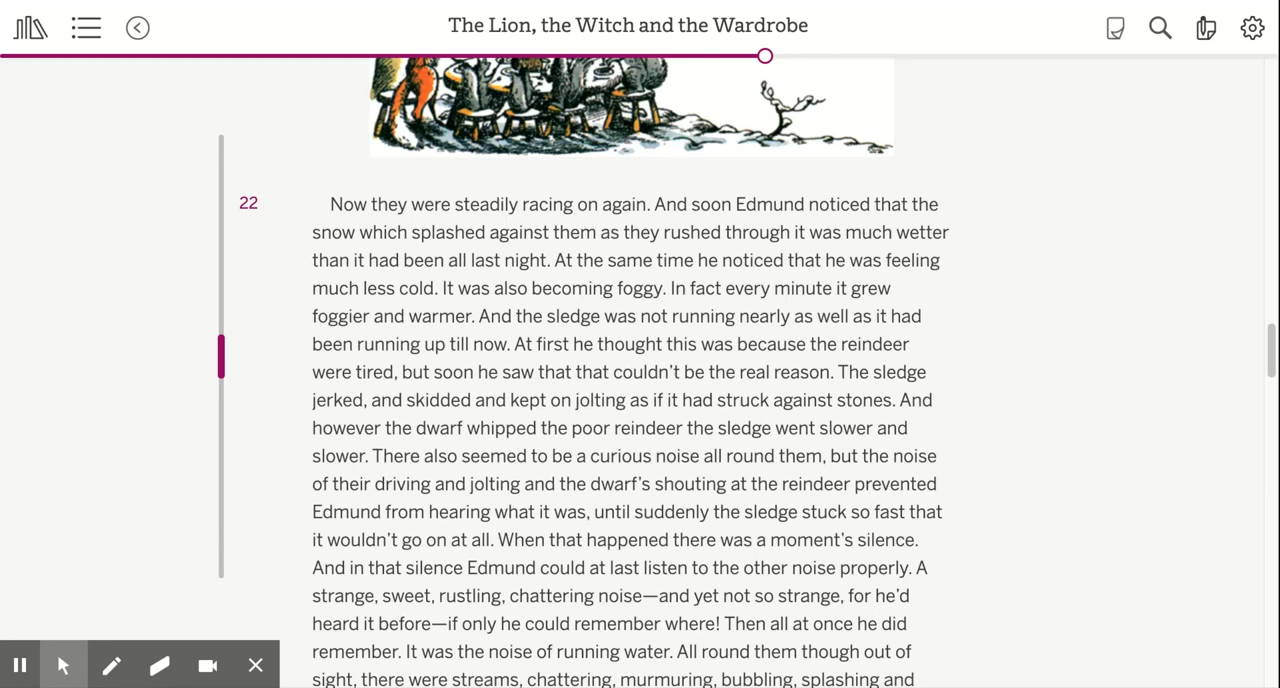 The Lion, the Witch and the Wardrobe
22
Now they were steadily racing on again. And soon Edmund noticed that the
snow which splashed against them as they rushed through it was much wetter
than it had been all last night. At the same time he noticed that he was feeling
much less cold. It was also becoming foggy. In fact every minute it grew
foggier and warmer. And the sledge was not running nearly as well as it had
been running up till now. At first he thought this was because the reindeer
were tired, but soon he saw that that couldn’t be the real reason. The sledge
jerked, and skidded and kept on jolting as if it had struck against stones. And
however the dwarf whipped the poor reindeer the sledge went slower and
slower. There also seemed to be a curious noise all round them, but the noise
of their driving and jolting and the dwarf’s shouting at the reindeer prevented
Edmund from hearing what it was, until suddenly the sledge stuck so fast that
it wouldn’t go on at all. When that happened there was a moment’s silence.
And in that silence Edmund could at last listen to the other noise properly. A
strange, sweet, rustling, chattering noise—and yet not so strange, for he’d
heard it before—if only he could remember where! Then all at once he did
remember. It was the noise of running water. All round them though out of
sight, there were streams, chattering, murmuring, bubbling, splashing and